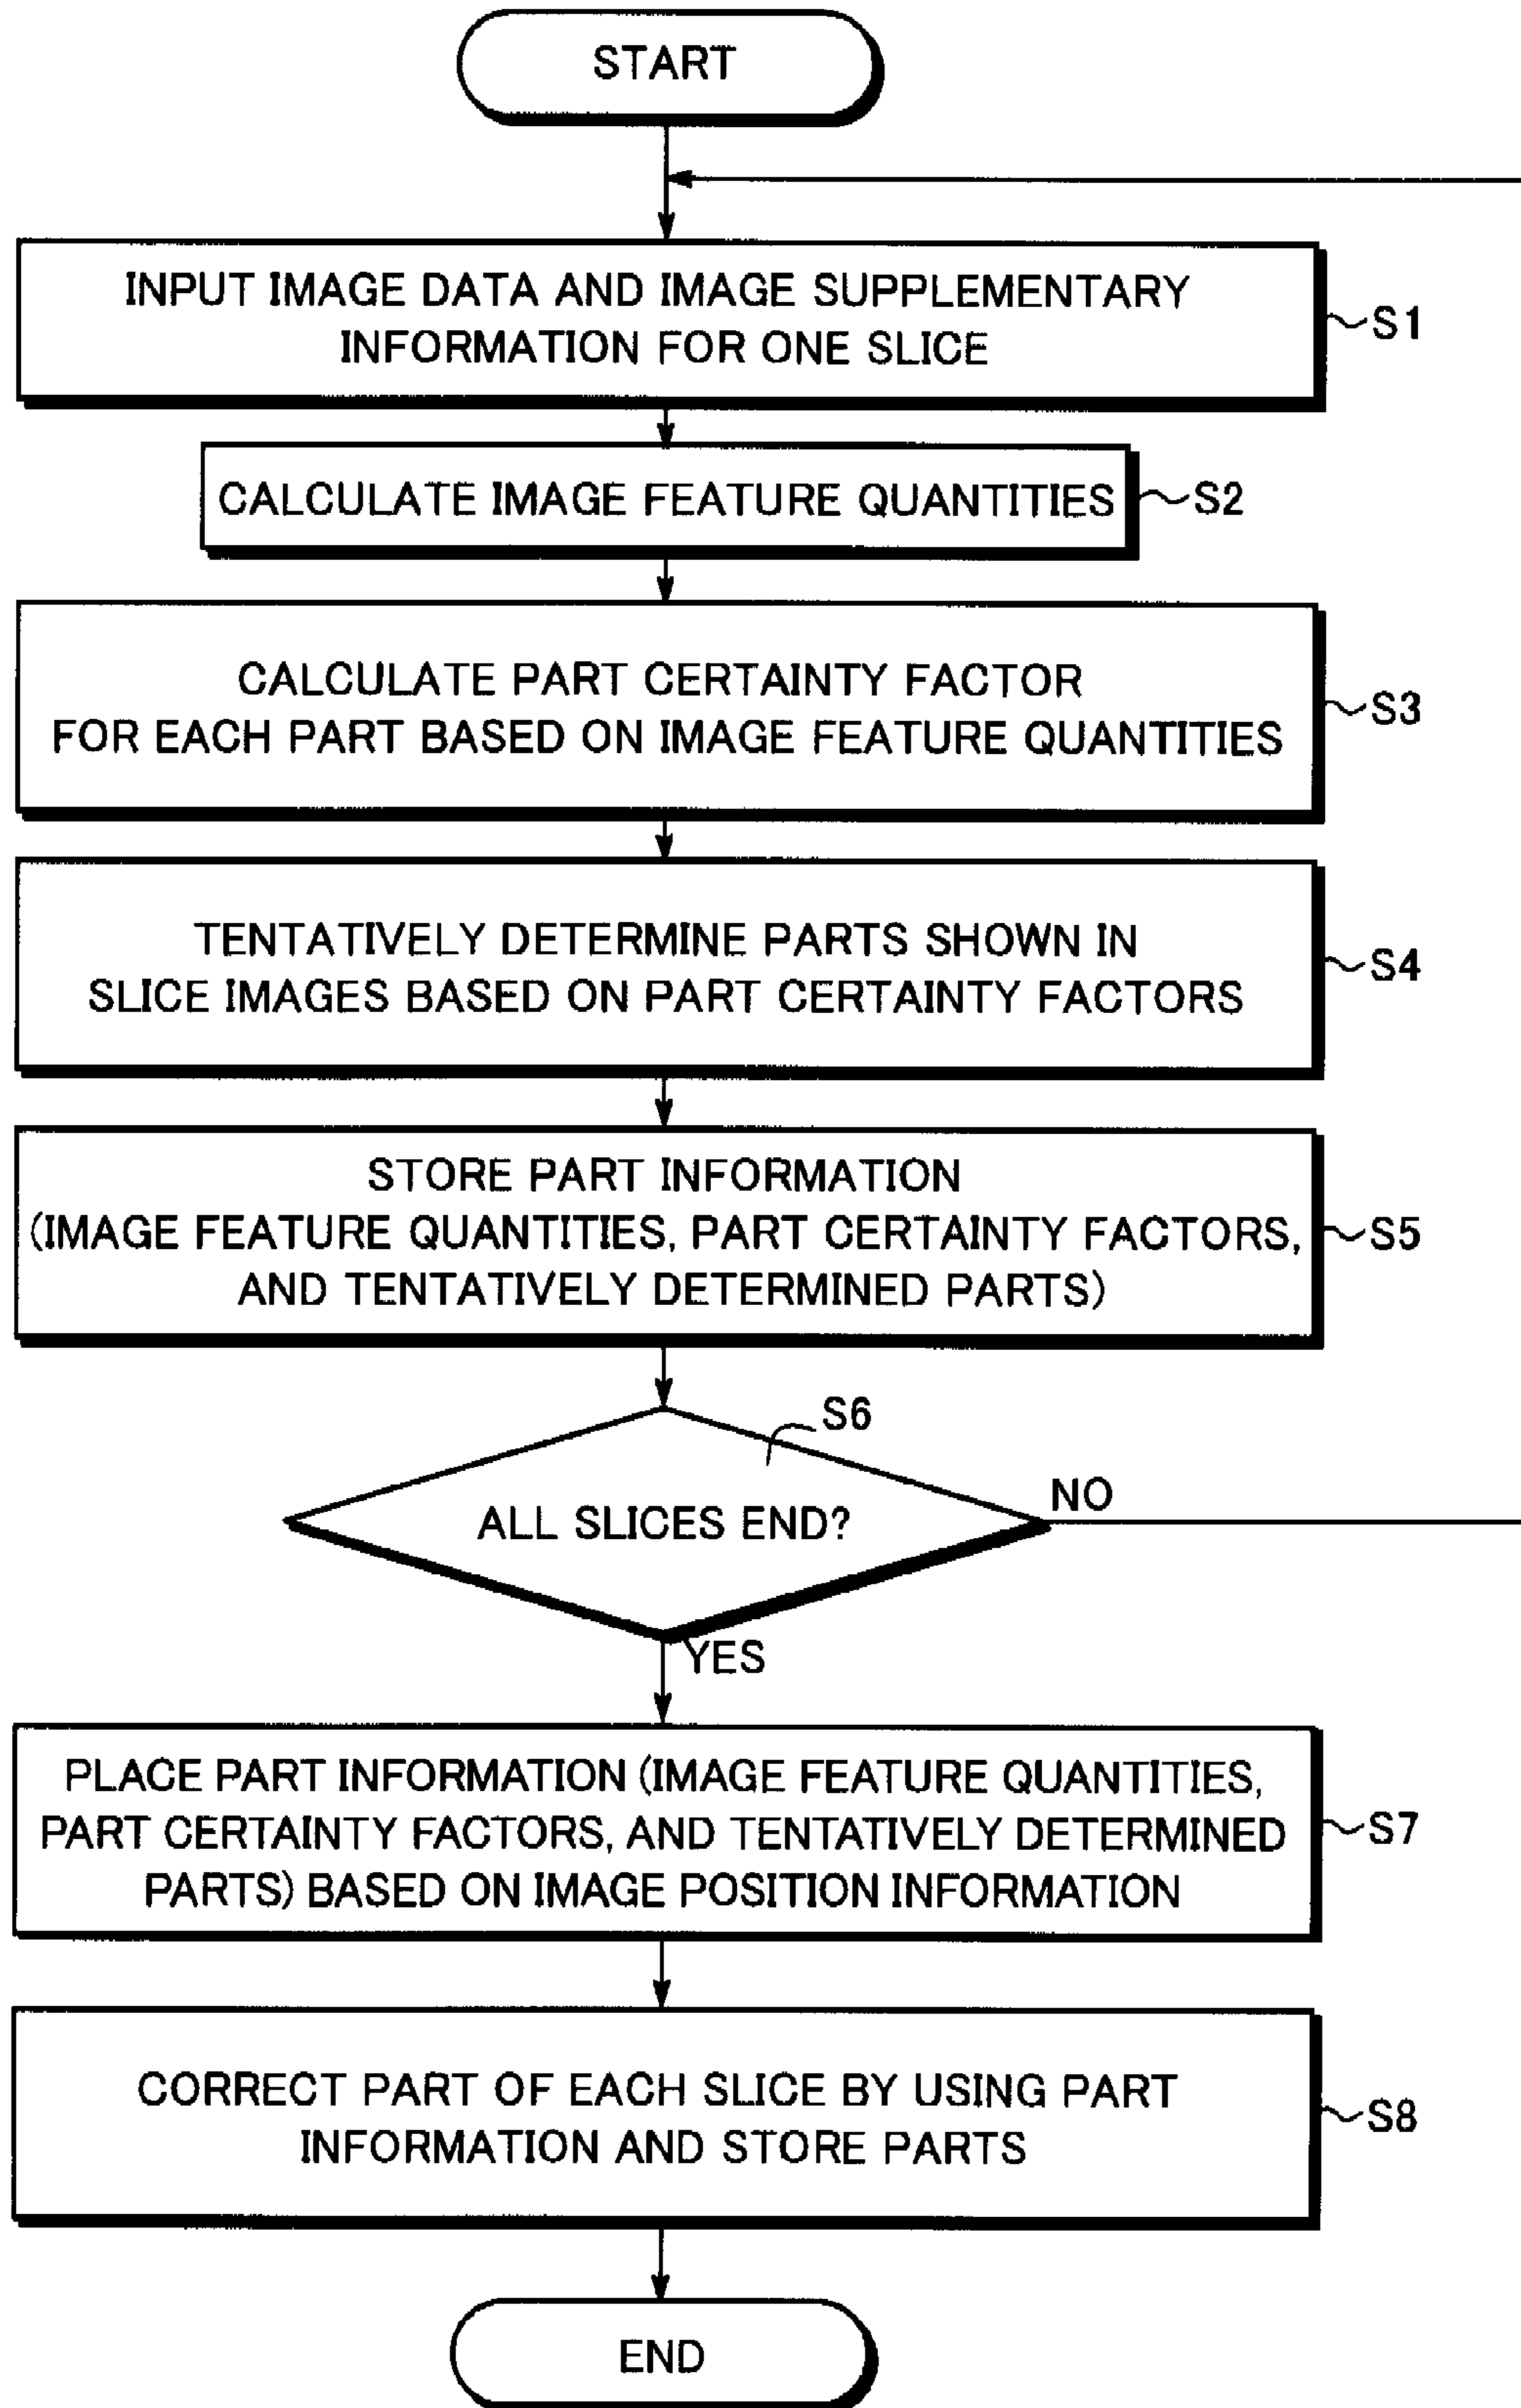 START
INPUT IMAGE DATA AND IMAGE SUPPLEMENTARY
INFORMATION FOR ONE SLICE
S1
CALCULATE IMAGE FEATURE QUANTITIES
S2
CALCULATE PART CERTAINTY FACTOR
FOR EACH PART BASED ON IMAGE FEATURE QUANTITIES
S3
TENTATIVELY DETERMINE PARTS SHOWN IN
SLICE IMAGES BASED ON PART CERTAINTY FACTORS
S4
STORE PART INFORMATION
(IMAGE FEATURE QUANTITIES, PART CERTAINTY FACTORS,
AND TENTATIVELY DETERMINED PARTS)
S5
S6
ALL SLICES END?
NO
YES
PLACE PART INFORMATION (IMAGE FEATURE QUANTITIES,
PART CERTAINTY FACTORS, AND TENTATIVELY DETERMINED
PARTS) BASED ON IMAGE POSITION INFORMATION
S7
CORRECT PART OF EACH SLICE BY USING PART
INFORMATION AND STORE PARTS
S8
END